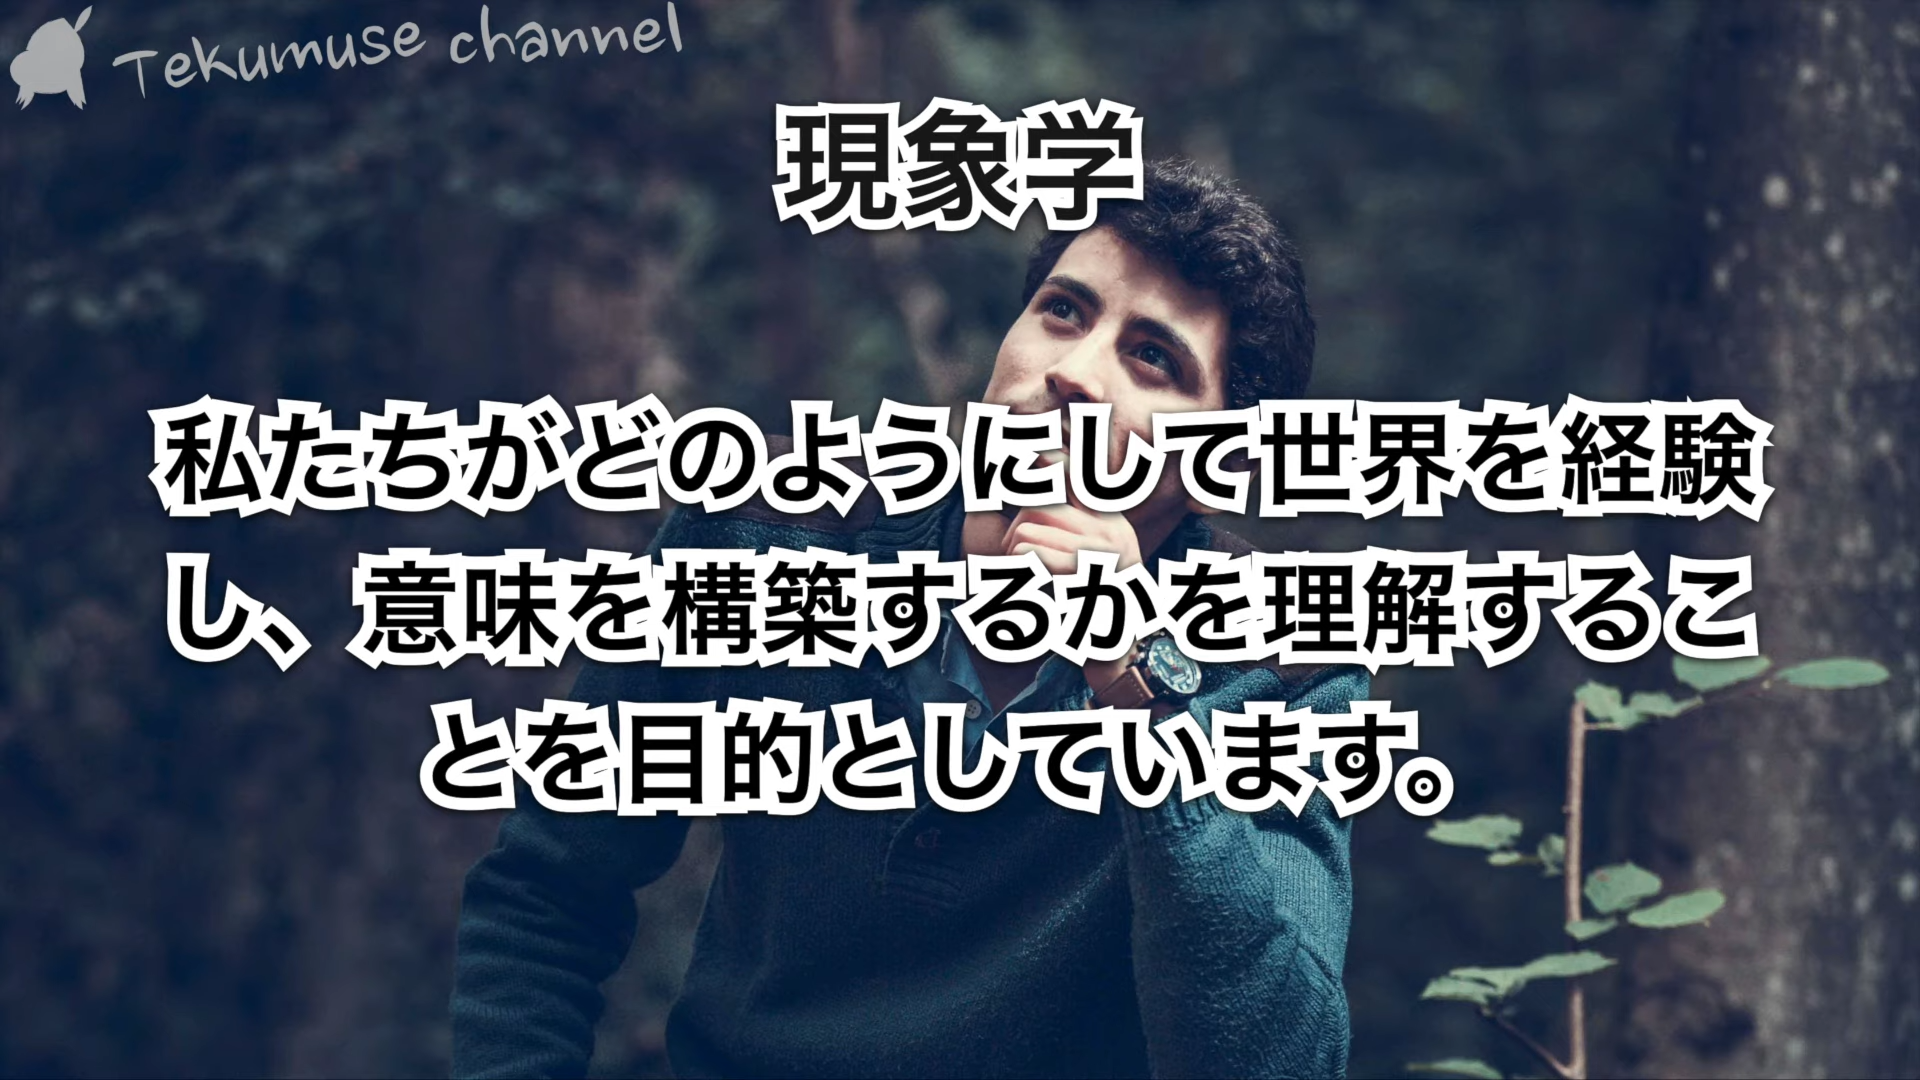 Tekumuse channel
現象学
私たちがどのようにして世界を経験
し、意味を構築するかを理解するこ
とを目的としています。